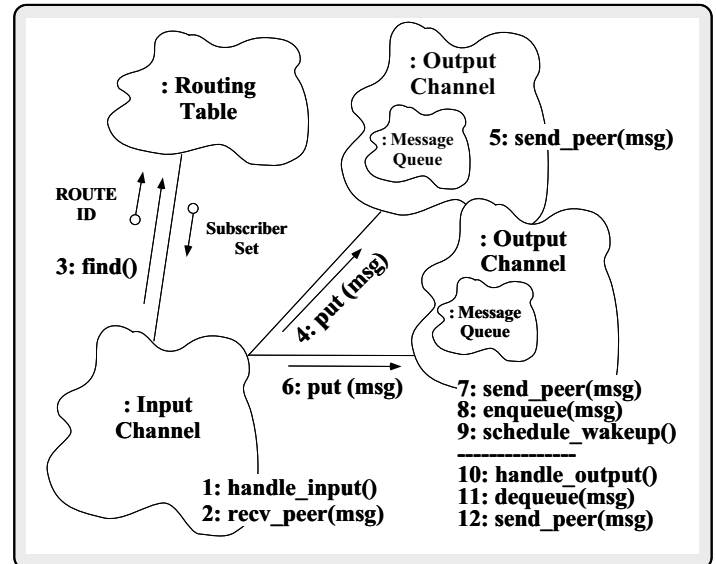 : Routing
Table
: Output
Channel
: Message
Queue
5: send_peer(msg)
ROUTE
ID
Subscriber
Set
3: find()
4: put (msg)
: Output
Channel
: Message
Queue
6: put (msg)
: Input
Channel
1: handle_input()
2: recv_peer(msg)
7: send_peer(msg)
8: enqueue(msg)
9: schedule_wakeup()
---------------
10: handle_output()
11: dequeue(msg)
12: send_peer(msg)